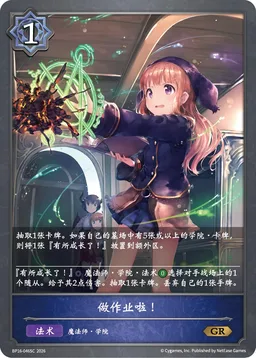 1
抽取1张卡牌。如果自己的墓场中有5张或以上的学院·卡牌,
则将1张『有所成长了!』放置到额外区。
『有所成长了!』魔法师·学院·法术 0 选择对手战场上的1
个随从。给予其2点伤害。抽取1张卡牌。丢弃自己的1张手牌。
做作业啦!
法术 魔法师·学院 GR
© Cygames, Inc. Published by NetEase Games